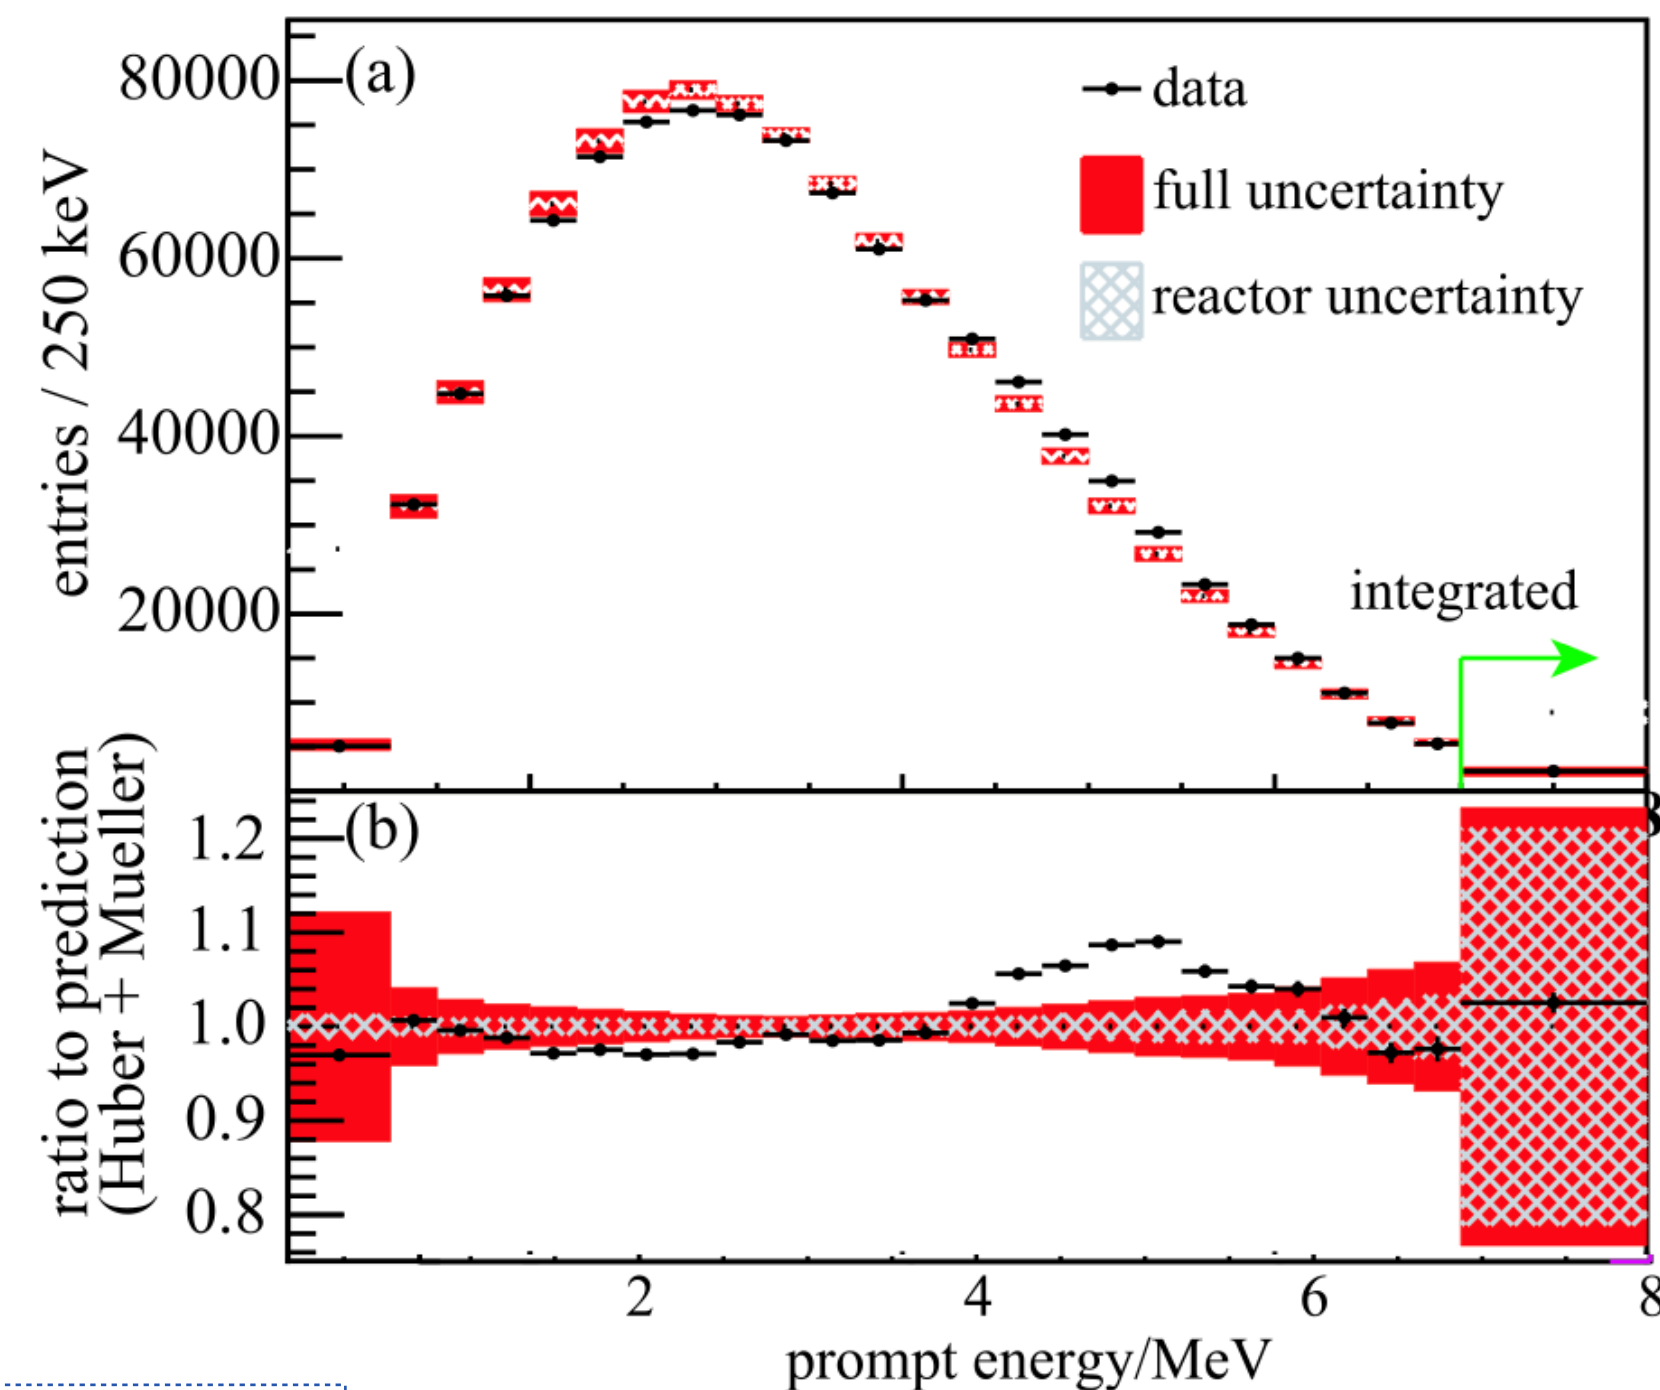 (a)
80000
60000
40000
20000
entries / 250 keV
data
full uncertainty
reactor uncertainty
integrated
(b)
1.2
1.1
1.0
0.9
0.8
ratio to prediction
(Huber + Mueller)
2
4
6
8
prompt energy/MeV